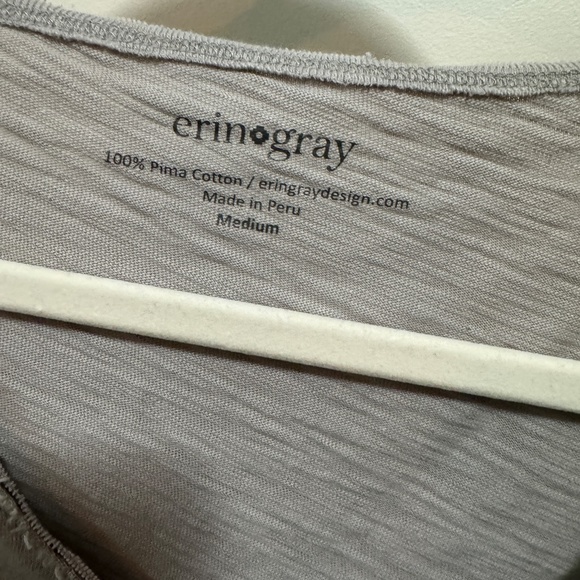 erin gray
100% Pima Cotton / eringraydesign.com
Made in Peru
Medium